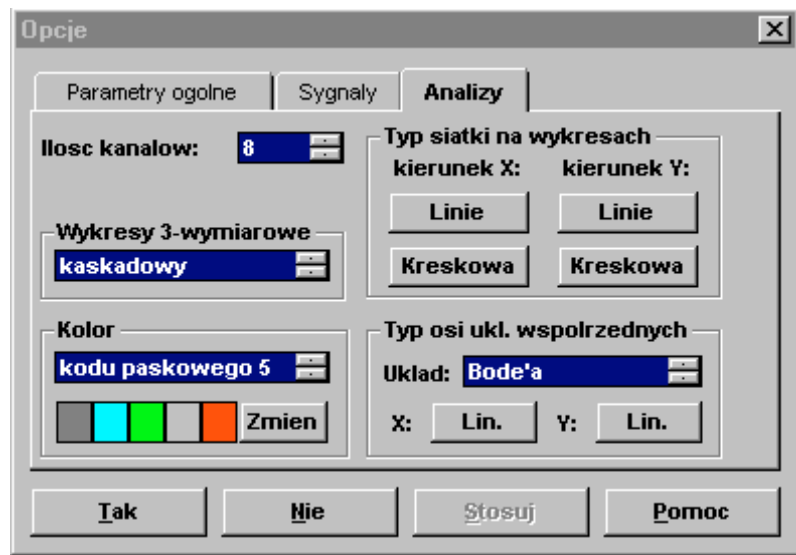 Opcje
Parametry ogolne Sygnaly Analizy
Ilosc kanalow: 8
Typ siatki na wykresach
kierunek X: kierunek Y:
Linie Linie
Wykresy 3-wymiarowe
kaskadowy
Kreskowa Kreskowa
Kolor
kodu paskowego 5
Zmien
Typ osi ukl. wspolrzednych
Uklad: Bode'a
X: Lin. Y: Lin.
Tak Nie Stosuj Pomoc